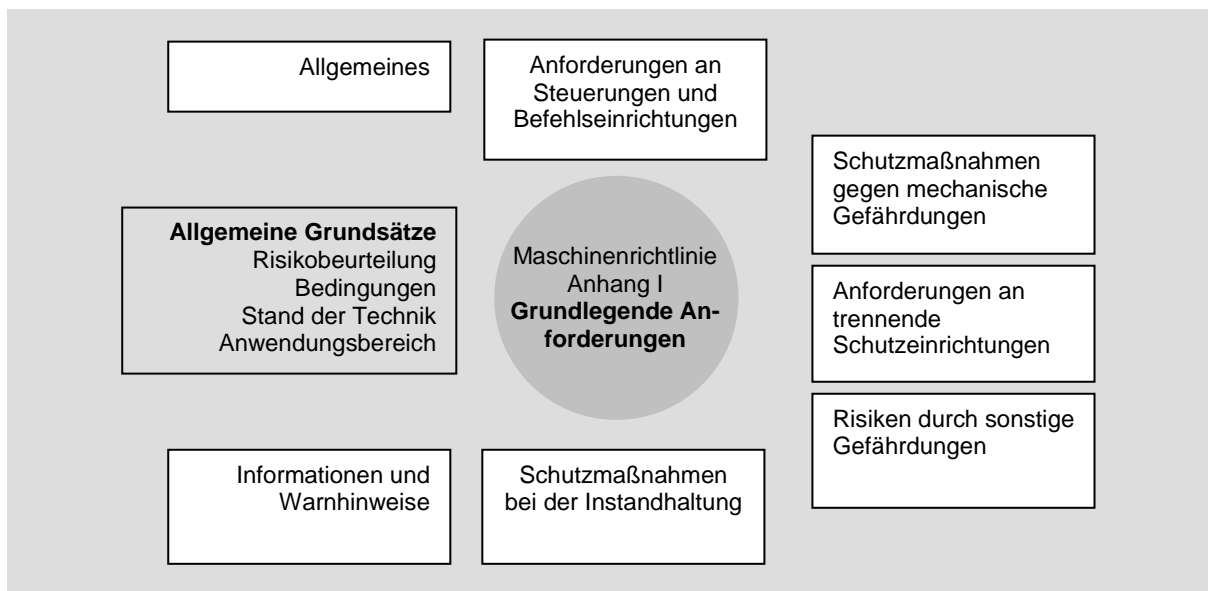 Allgemeines
Anforderungen an
Steuerungen und
Befehlseinrichtungen
Schutzmaßnahmen
gegen mechanische
Gefährdungen
Allgemeine Grundsätze
Risikobeurteilung
Bedingungen
Stand der Technik
Anwendungsbereich
Maschinenrichtlinie
Anhang I
Grundlegende An-
forderungen
Anforderungen an
trennende
Schutzeinrichtungen
Risiken durch sonstige
Gefährdungen
Informationen und
Warnhinweise
Schutzmaßnahmen
bei der Instandhaltung